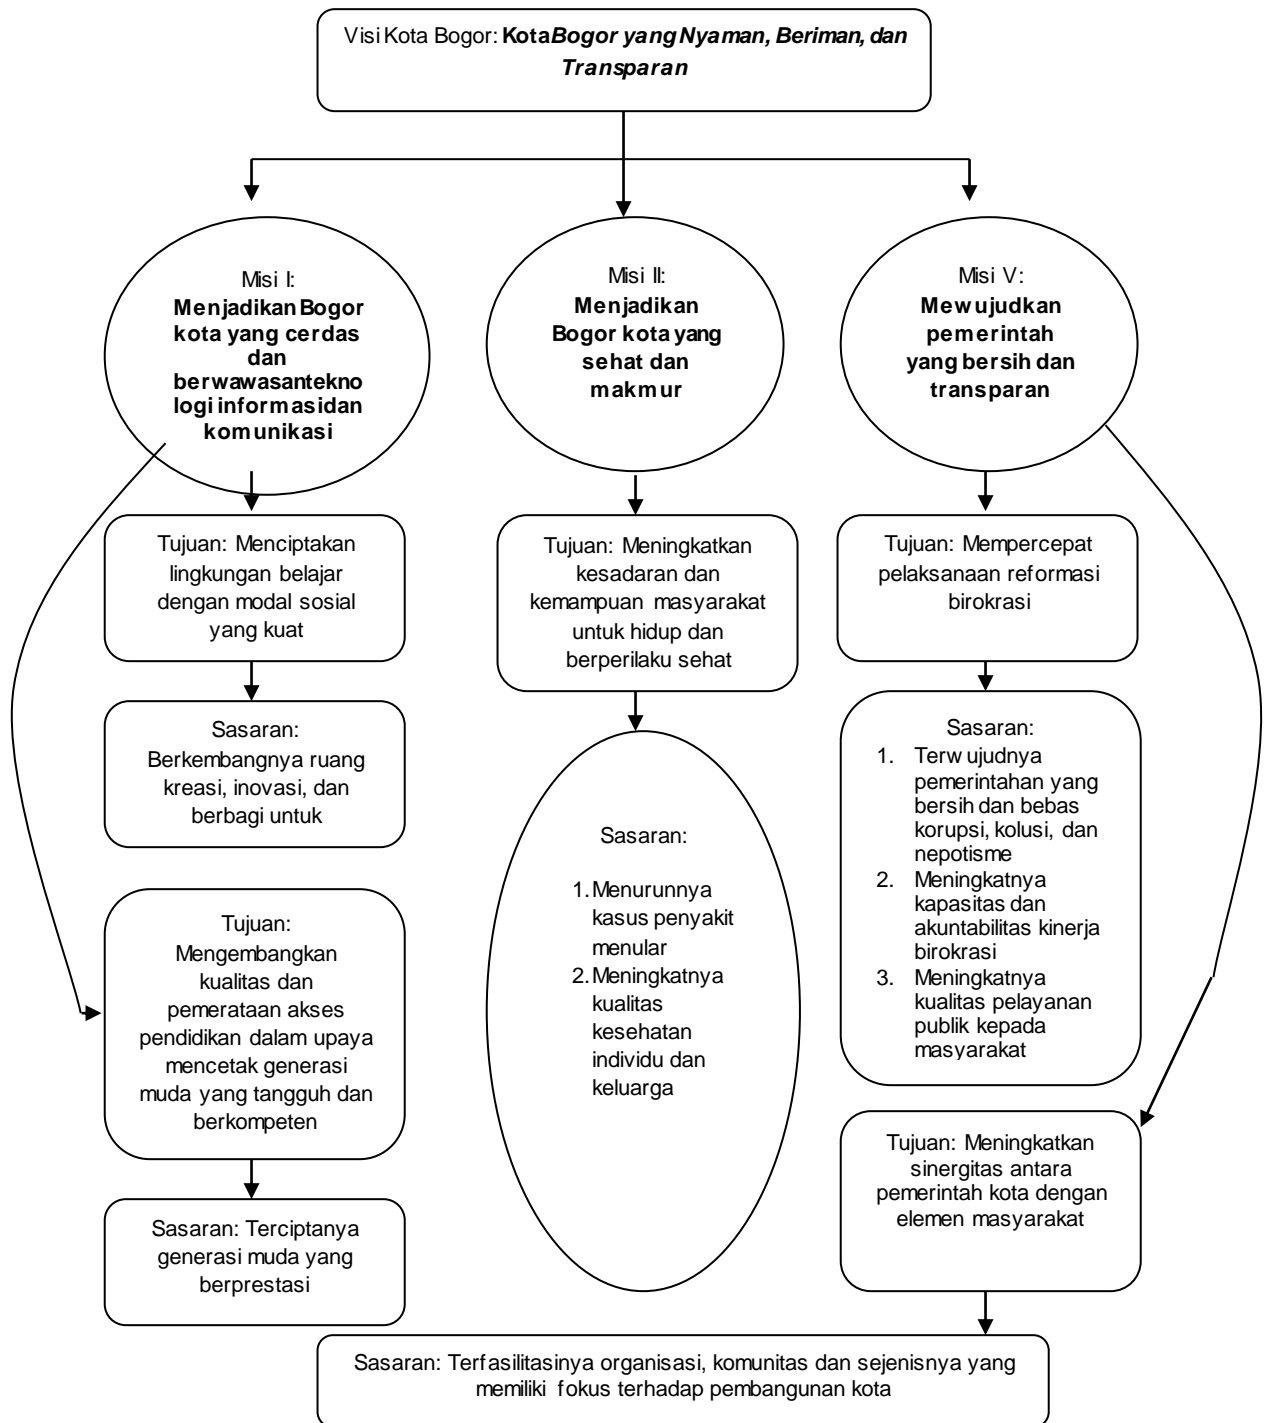 Visi Kota Bogor: Kota Bogor yang Nyaman, Beriman, dan
Transparan
Misi I:
Menjadikan Bogor
kota yang cerdas
dan
berwawasantekno
logi informasi dan
komunikasi
Misi II:
Menjadikan
Bogor kota yang
sehat dan
makmur
Misi V:
Mewujudkan
pemerintah
yang bersih dan
transparan
Tujuan: Menciptakan
lingkungan belajar
dengan modal sosial
yang kuat
Tujuan: Meningkatkan
kesadaran dan
kemampuan masyarakat
untuk hidup dan
berperilaku sehat
Tujuan: Mempercepat
pelaksanaan reformasi
birokrasi
Sasaran:
Berkembangnya ruang
kreasi, inovasi, dan
berbagi untuk
Sasaran:
1. Menurunnya
kasus penyakit
menular
2. Meningkatnya
kualitas
kesehatan
individu dan
keluarga
Sasaran:
1. Terwujudnya
pemerintahan yang
bersih dan bebas
korupsi, kolusi, dan
nepotisme
2. Meningkatnya
kapasitas dan
akuntabilitas kinerja
birokrasi
3. Meningkatnya
kualitas pelayanan
publik kepada
masyarakat
Tujuan:
Mengembangkan
kualitas dan
pemerataan akses
pendidikan dalam upaya
mencetak generasi
muda yang tangguh dan
berkompeten
Tujuan: Meningkatkan
sinergitas antara
pemerintah kota dengan
elemen masyarakat
Sasaran: Terciptanya
generasi muda yang
berprestasi
Sasaran: Terfasilitasinya organisasi, komunitas dan sejenisnya yang
memiliki fokus terhadap pembangunan kota